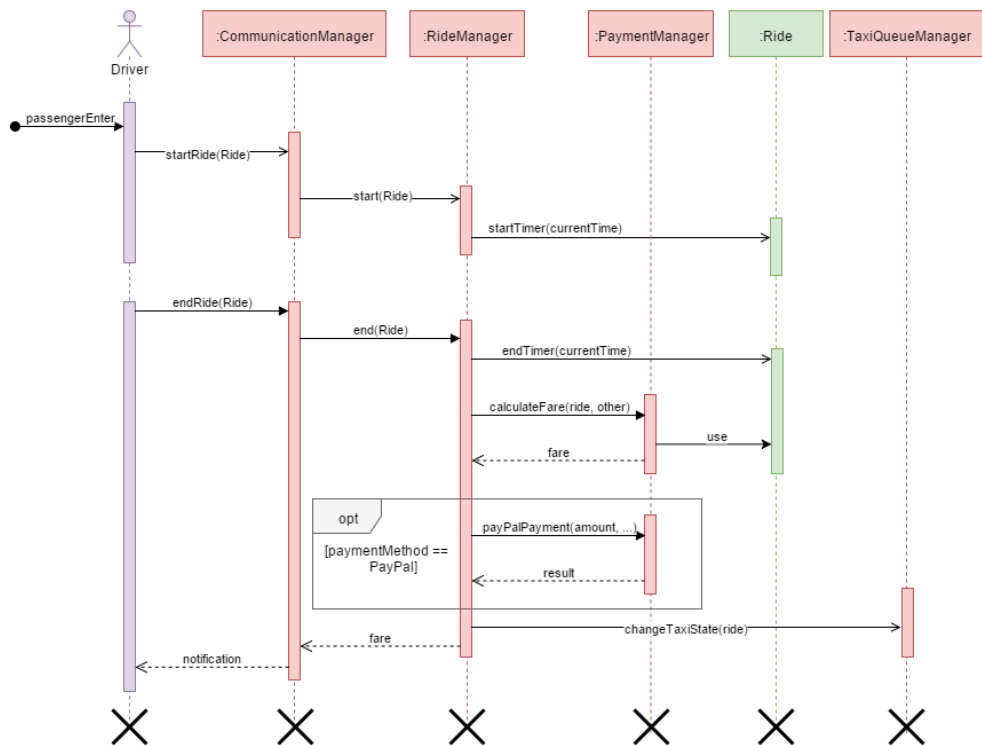 :CommunicationManager
:RideManager
:PaymentManager
:Ride
:TaxiQueueManager
Driver
passengerEnter
startRide(Ride)
start(Ride)
startTimer(currentTime)
endRide(Ride)
end(Ride)
endTimer(currentTime)
calculateFare(ride, other)
use
fare
opt
payPalPayment(amount, ...)
[paymentMethod ==
PayPal]
result
changeTaxiState(ride)
fare
notification